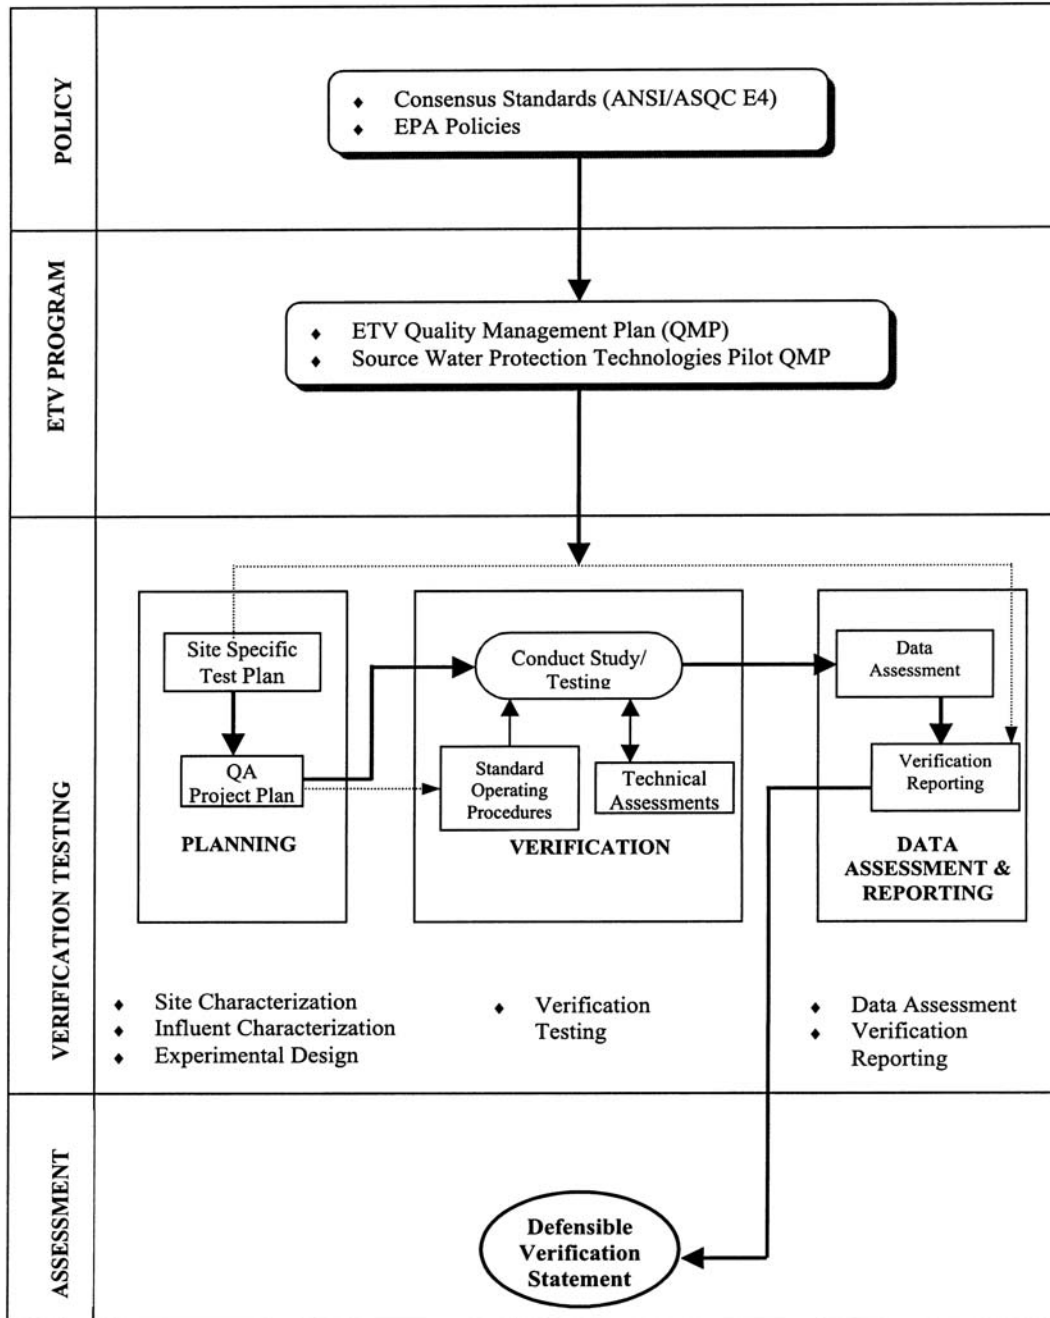 POLICY
♦ Consensus Standards (ANSI/ASQC E4)
♦ EPA Policies
ETV PROGRAM
♦ ETV Quality Management Plan (QMP)
♦ Source Water Protection Technologies Pilot QMP
VERIFICATION TESTING
Site Specific
Test Plan
QA
Project Plan
PLANNING
Conduct Study/
Testing
Standard
Operating
Procedures
Technical
Assessments
VERIFICATION
Data
Assessment
Verification
Reporting
DATA
ASSESSMENT &
REPORTING
♦ Site Characterization
♦ Influent Characterization
♦ Experimental Design
♦ Verification
Testing
♦ Data Assessment
♦ Verification
Reporting
ASSESSMENT
Defensible
Verification
Statement